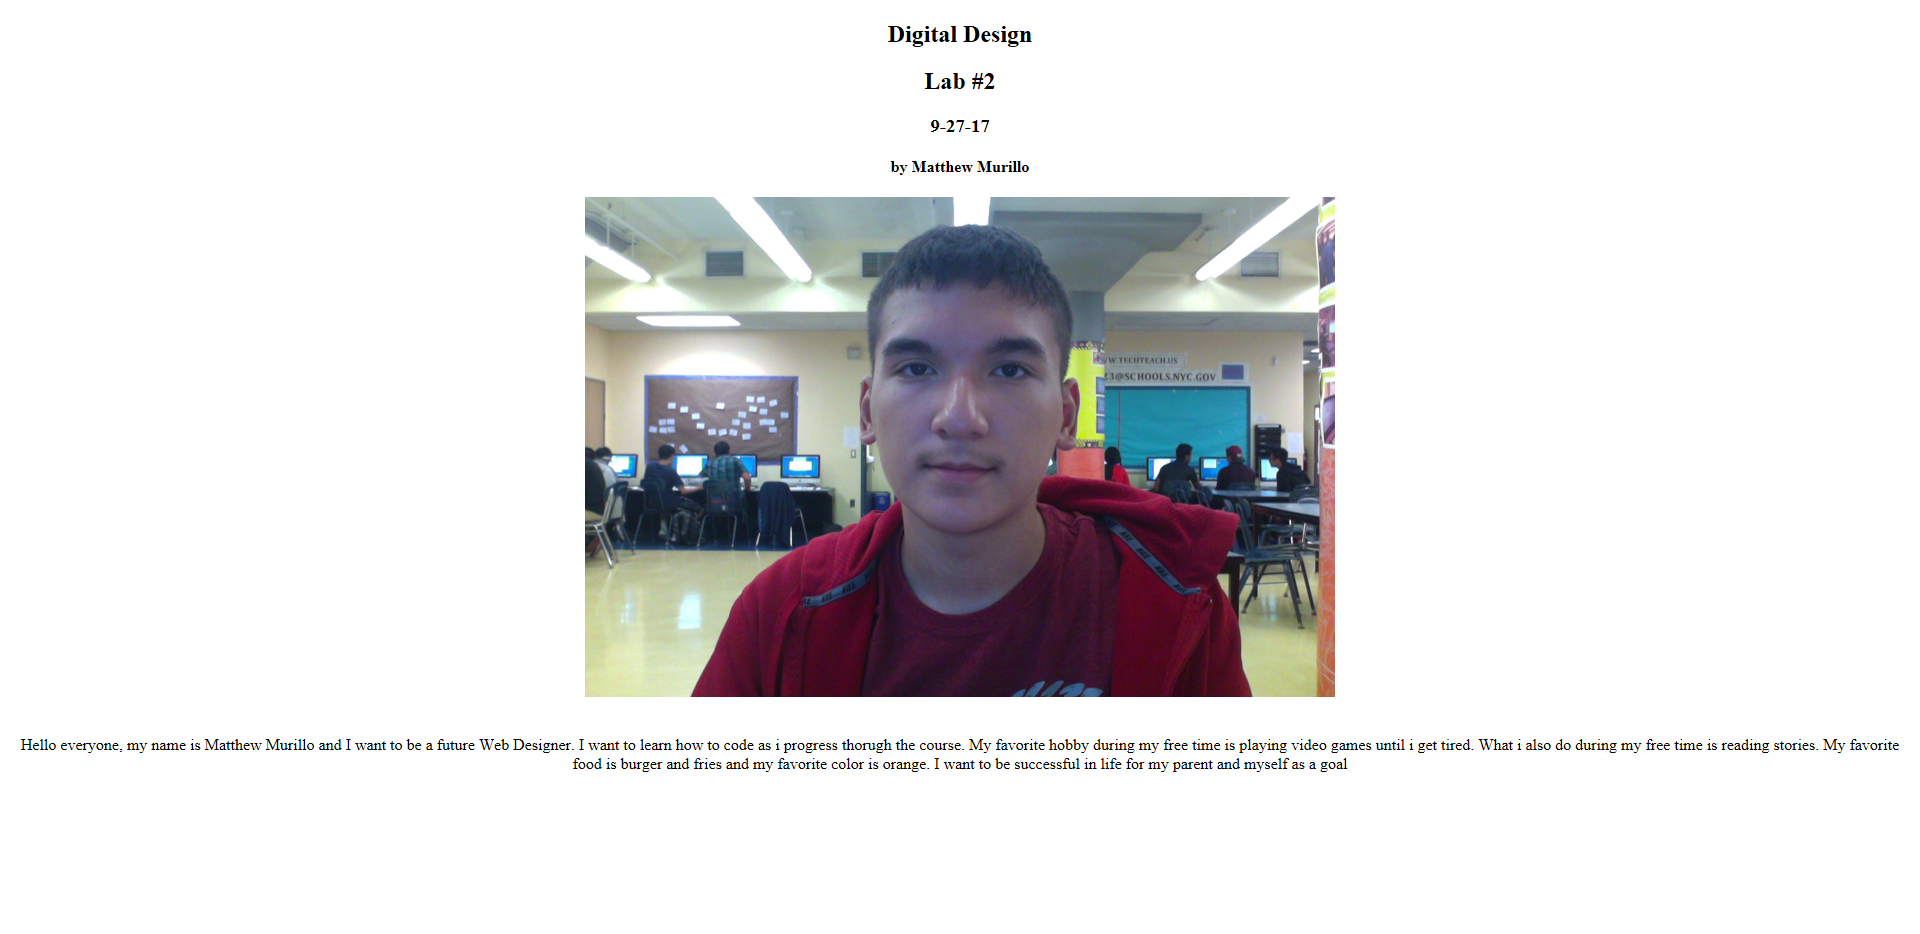 Digital Design
Lab #2
9-27-17
by Matthew Murillo
W.TECHTEACH.US
3@SCHOOLS.NYC.GOV
Hello everyone, my name is Matthew Murillo and I want to be a future Web Designer. I want to learn how to code as i progress thorugh the course. My favorite hobby during my free time is playing video games until i get tired. What i also do during my free time is reading stories. My favorite
food is burger and fries and my favorite color is orange. I want to be successful in life for my parent and myself as a goal